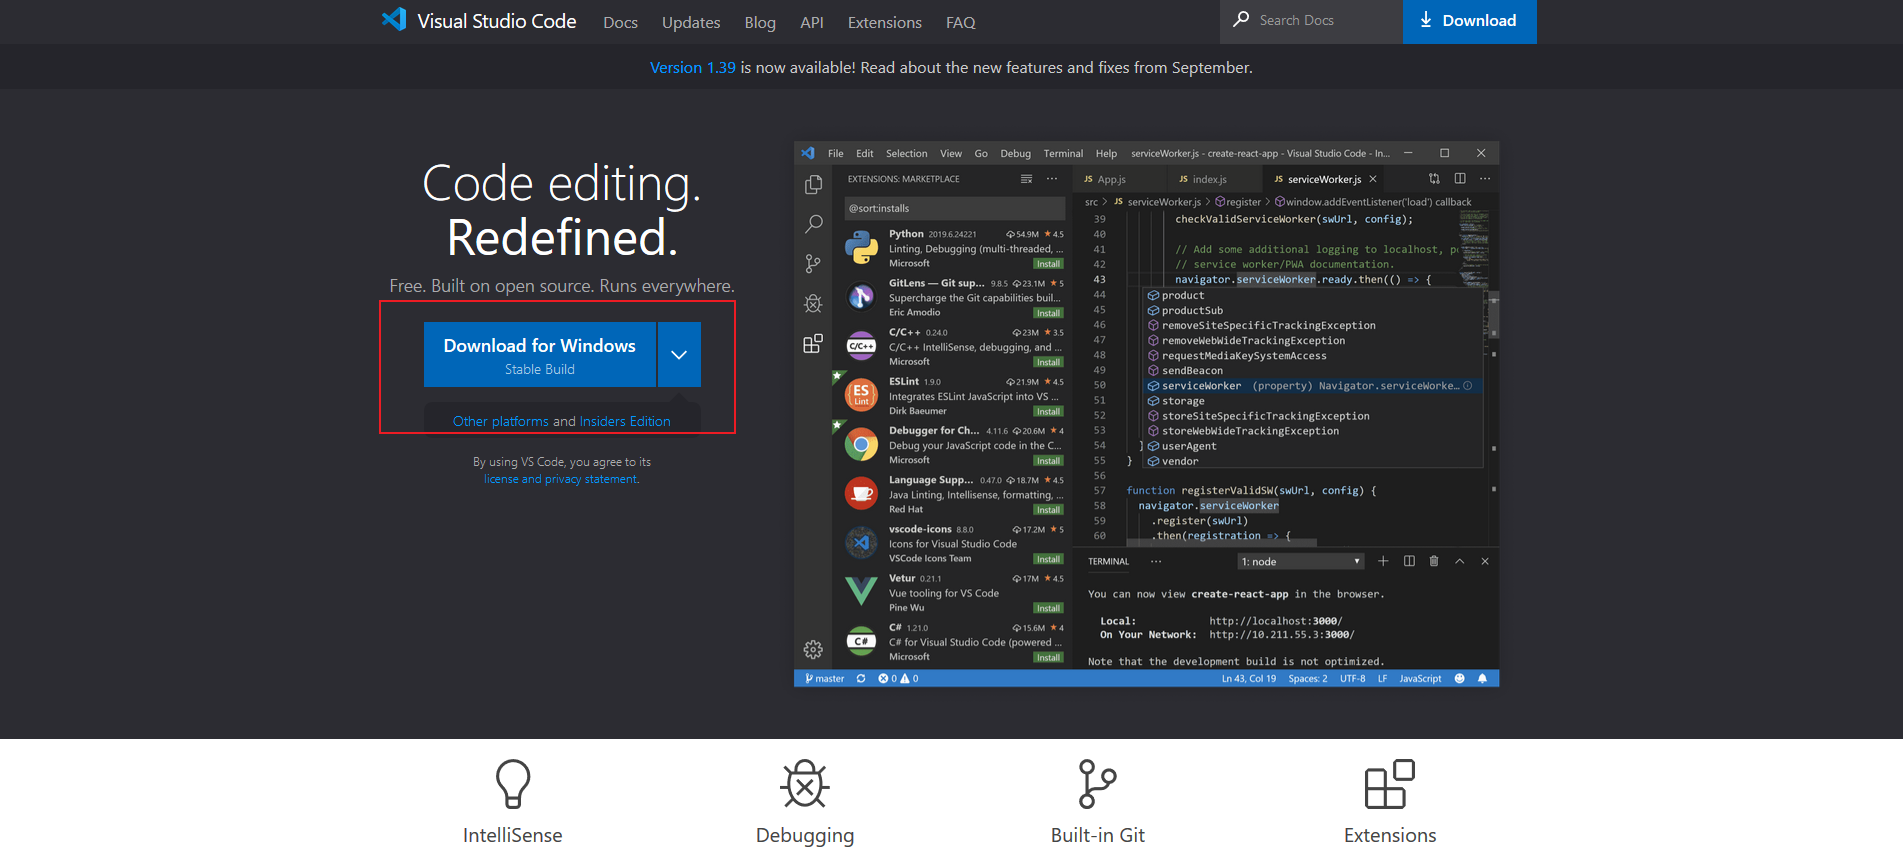 Visual Studio Code Docs Updates Blog API Extensions FAQ Search Docs Download
Version 1.39 is now available! Read about the new features and fixes from September.
Code editing.
Redefined.
Free. Built on open source. Runs everywhere.
Download for Windows
Stable Build
Other platforms and Insiders Edition
By using VS Code, you agree to its
license and privacy statement.
File Edit Selection View Go Debug Terminal Help serviceWorker.js - create-react-app - Visual Studio Code - In...
EXTENSIONS: MARKETPLACE
@sort:installs
Python 2019.6.24221 54.9M ★ 4.5
Linting, Debugging (multi-threaded, ...
Microsoft Install
GitLens — Git sup... 9.8.5 23.1M ★ 5
Supercharge the Git capabilities buil...
Eric Amodio Install
C/C++ 0.24.0 23M ★ 3.5
C/C++ IntelliSense, debugging, and ...
Microsoft Install
C/C++
ESLint 1.9.0 21.9M ★ 4.5
Integrates ESLint JavaScript into VS ...
Dirk Baeumer Install
ES
Lint
Debugger for Ch... 4.11.6 20.6M ★ 4
Debug your JavaScript code in the C...
Microsoft Install
Language Supp... 0.47.0 18.7M ★ 4.5
Java Linting, Intellisense, formatting, ...
Red Hat Install
vscode-icons 8.8.0 17.2M ★ 5
Icons for Visual Studio Code
VSCode Icons Team Install
Vetur 0.21.1 17M ★ 4.5
Vue tooling for VS Code
Pine Wu Install
C# 1.21.0 15.6M ★ 4
C# for Visual Studio Code (powered ...
Microsoft Install
C#
JS App.js JS index.js JS serviceWorker.js
src > JS serviceWorker.js > register > window.addEventListener('load') callback
39 checkValidServiceWorker(swUrl, config);
40
41 // Add some additional logging to localhost, p
42 // service worker/PWA documentation.
43 navigator.serviceWorker.ready.then(() => {
44 product
45 productSub
46 removeSiteSpecificTrackingException
47 removeWebWideTrackingException
48 requestMediaKeySystemAccess
49 sendBeacon
50 serviceWorker (property) Navigator.serviceWorke...
51 storage
52 storeSiteSpecificTrackingException
53 storeWebWideTrackingException
54 ] userAgent
55 } vendor
56
57 function registerValidSW(swUrl, config) {
58 navigator.serviceWorker
59 .register(swUrl)
60 .then(registration => {
TERMINAL ... 1: node
You can now view create-react-app in the browser.
Local: http://localhost:3000/
On Your Network: http://10.211.55.3:3000/
Note that the development build is not optimized.
master 0 0 Ln 43, Col 19 Spaces: 2 UTF-8 LF JavaScript
IntelliSense Debugging Built-in Git Extensions